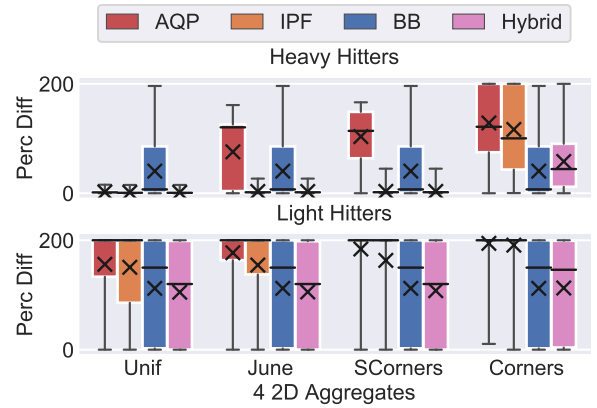 AQP IPF BB Hybrid
Heavy Hitters
200
Perc Diff
0
Light Hitters
200
Perc Diff
0
Unif June SCorners Corners
4 2D Aggregates